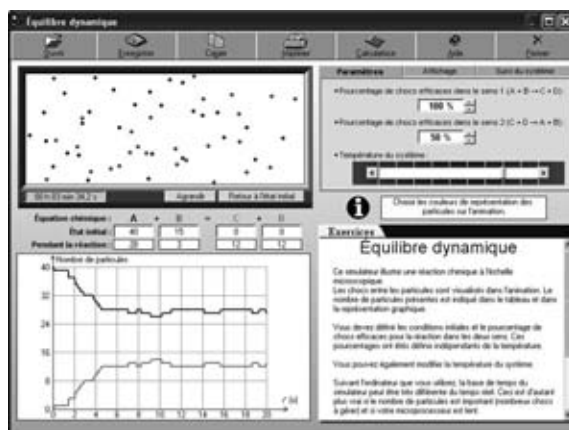 Équilibre dynamique
Ouvrir Enregistrer Copier Imprimer Calculatrice Aide Fermer
Paramètres Affichage Suivi du système
Pourcentage de chocs efficaces dans le sens 1 (A + B → C + D)
100 %
Pourcentage de chocs efficaces dans le sens 2 (C + D → A + B)
50 %
Température du système
Agrandir Retour à l'état initial
Choisir les couleurs de représentation des
particules sur l'animation.
Équation chimique : A + B = C + D
État initial : 40 15 0 0
Pendant la réaction : 28 3 12 12
Nombre de particules
40
32
24
16
8
0
0 2 4 6 8 10 12 14 16 18 20
Exercices
Équilibre dynamique
Ce simulateur illustre une réaction chimique à l'échelle
microscopique.
Les chocs entre les particules sont visualisés dans l'animation. Le
nombre de particules présentes est indiqué dans le tableau et dans
la représentation graphique.
Vous devez définir les conditions initiales et le pourcentage de
chocs efficaces pour la réaction dans les deux sens. Ces
pourcentages ont été définis indépendants de la température.
Vous pouvez également modifier la température du système.
Suivant l'ordinateur que vous utilisez, la base de temps du
simulateur peut être très différente du temps réel. Ceci est d'autant
plus vrai si le nombre de particules est important (nombreux chocs
à gérer) et si votre microprocesseur est lent.